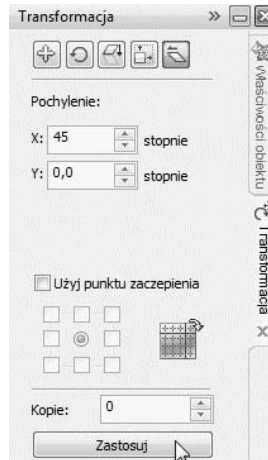 Transformacja
Pochylenie:
X: 45 stopnie
Y: 0,0 stopnie
Użyj punktu zaczepienia
Kopie: 0
Zastosuj
Właściwości obiektu
Transformacja